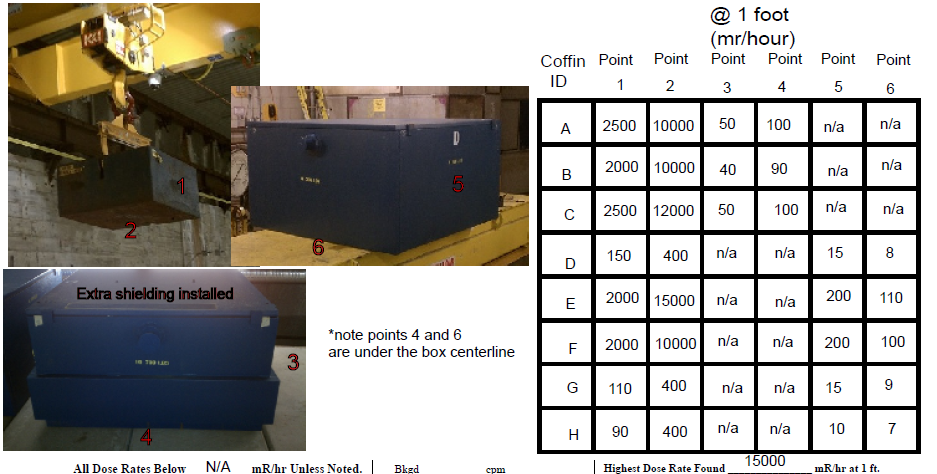 @ 1 foot
(mr/hour)
Coffin ID Point 1 Point 2 Point 3 Point 4 Point 5 Point 6
A 2500 10000 50 100 n/a n/a
B 2000 10000 40 90 n/a n/a
C 2500 12000 50 100 n/a n/a
D 150 400 n/a n/a 15 8
E 2000 15000 n/a n/a 200 110
F 2000 10000 n/a n/a 200 100
G 110 400 n/a n/a 15 9
H 90 400 n/a n/a 10 7
1
2
5
6
Extra shielding installed
3
4
*note points 4 and 6
are under the box centerline
All Dose Rates Below N/A mR/hr Unless Noted. | Bkgd cpm | Highest Dose Rate Found 15000 mR/hr at 1 ft.